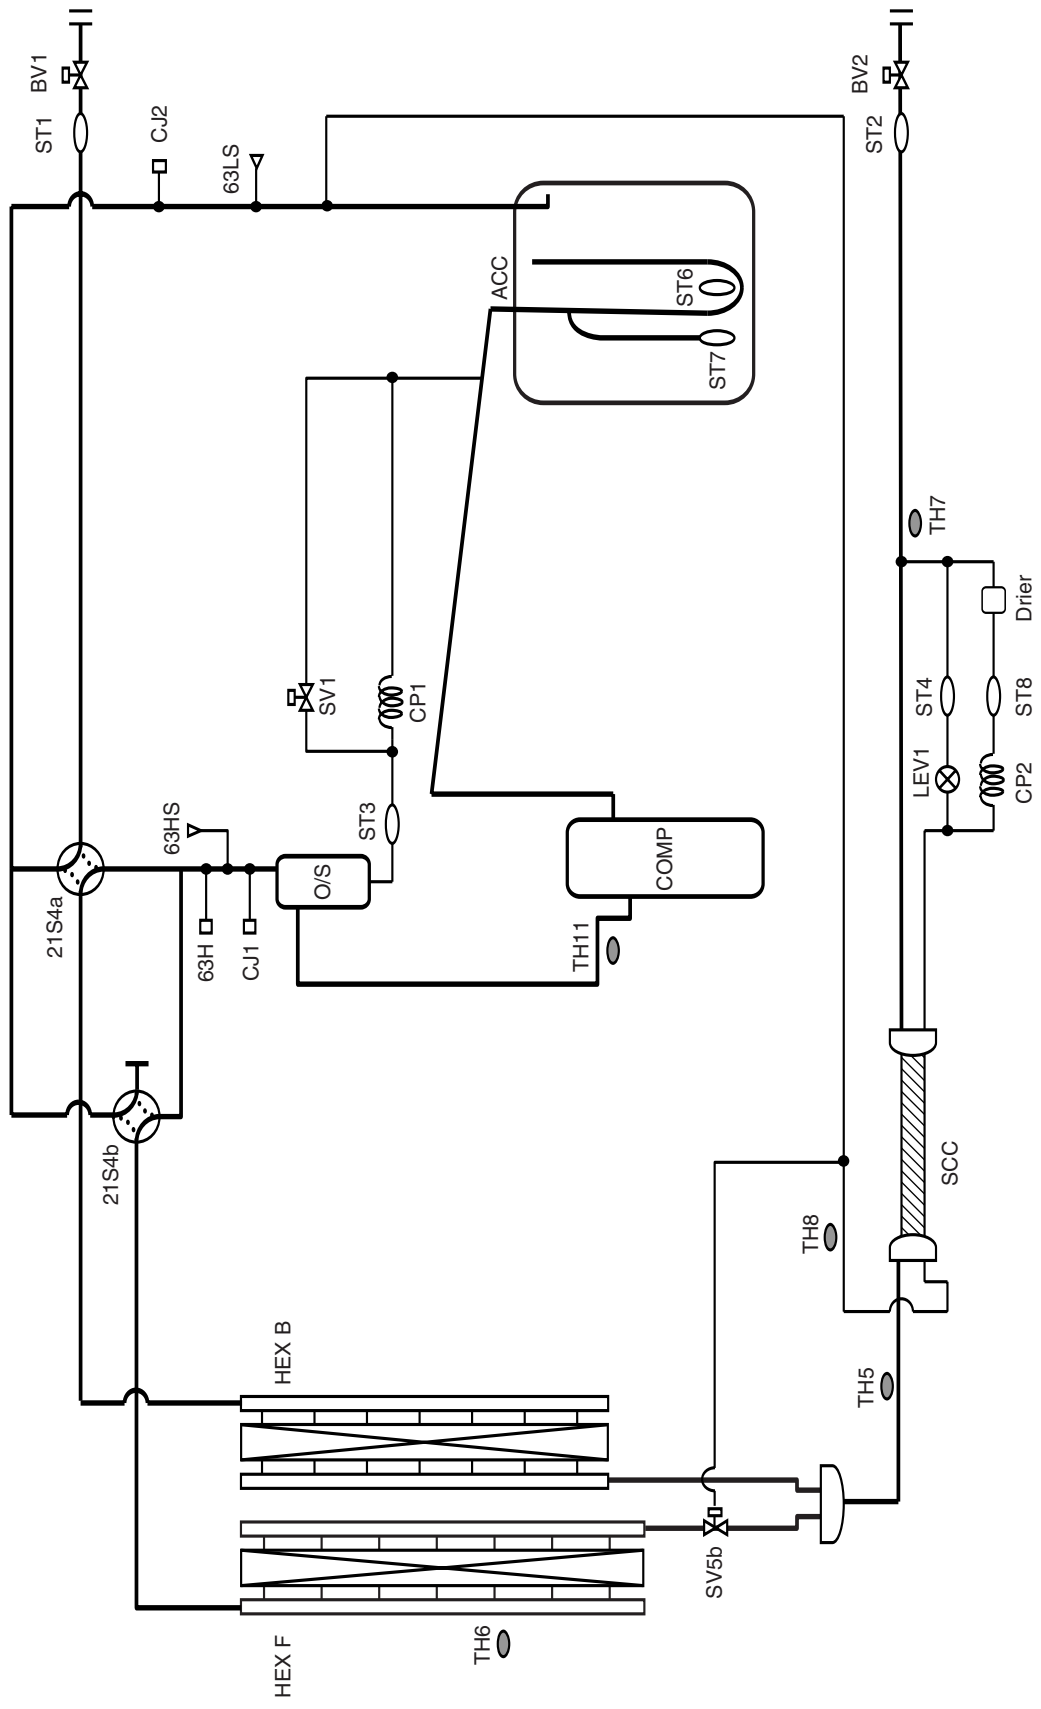 BV1
ST1
CJ2
63LS
BV2
ST2
ACC
ST6
ST7
TH7
SV1
CP1
ST4
Drier
ST8
LEV1
CP2
63HS
ST3
21S4a
63H
CJ1
O/S
COMP
TH11
21S4b
SCC
TH8
HEX B
TH5
SV5b
HEX F
TH6